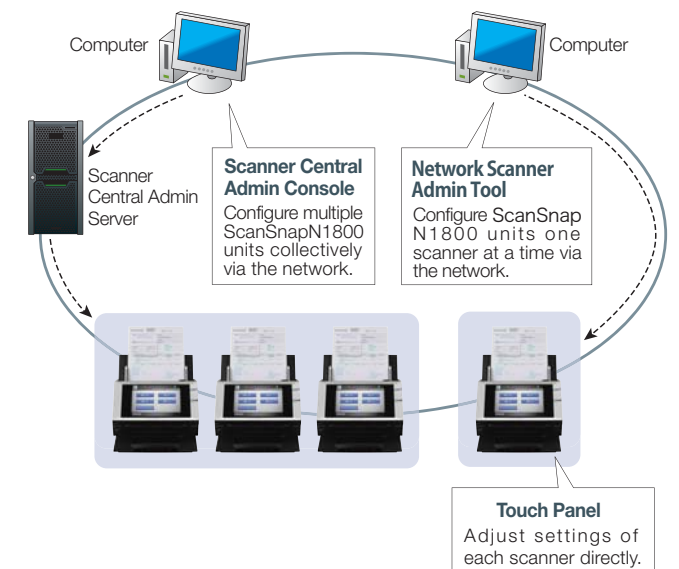 Computer
Computer
Scanner
Central Admin
Server
Scanner Central
Admin Console
Configure multiple
ScanSnapN1800
units collectively
via the network.
Network Scanner
Admin Tool
Configure ScanSnap
N1800 units one
scanner at a time via
the network.
Touch Panel
Adjust settings of
each scanner directly.